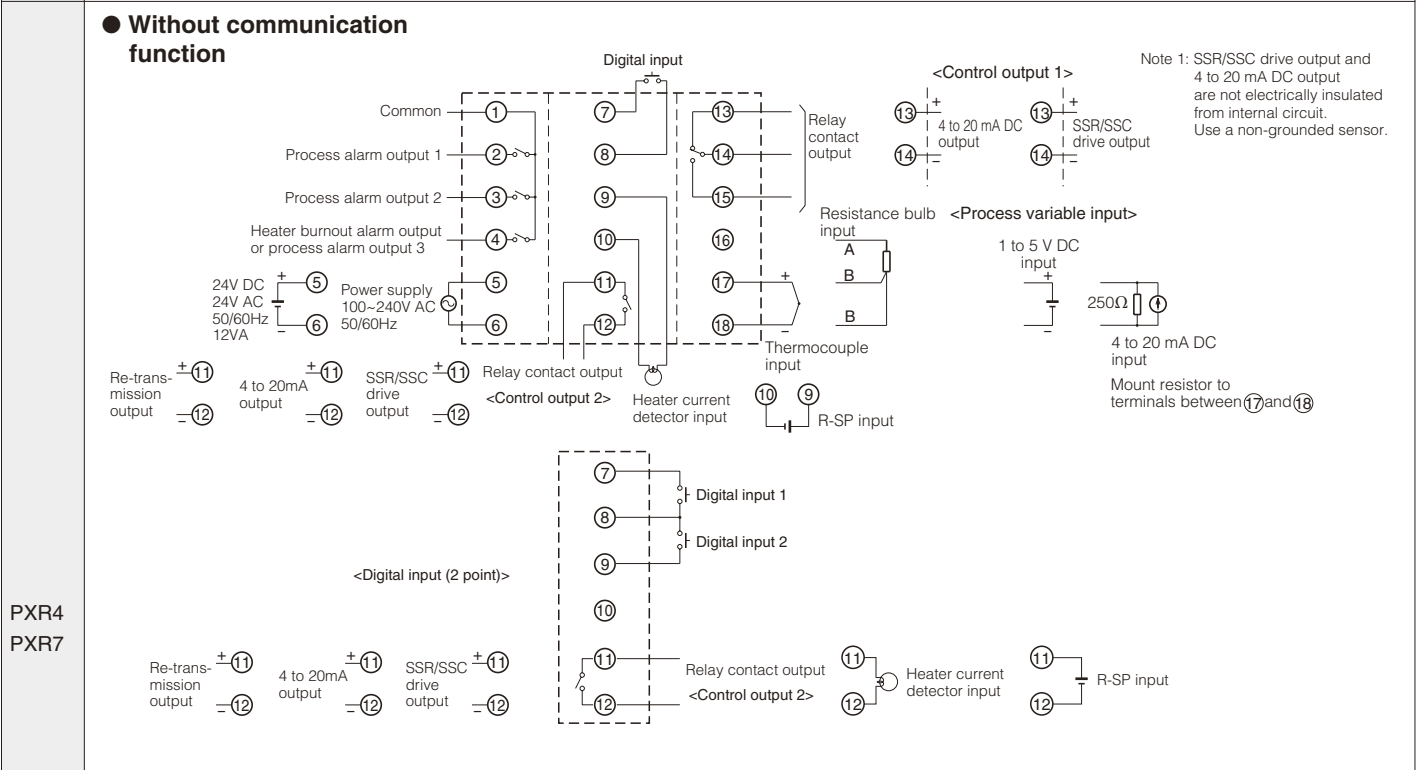 ● Without communication
function
Digital input
<Control output 1>
Note 1: SSR/SSC drive output and
4 to 20 mA DC output
are not electrically insulated
from internal circuit.
Use a non-grounded sensor.
Common
1
7
13
Relay
contact
output
13
+
4 to 20 mA DC
output
14
−
13
+
SSR/SSC
drive output
14
−
Process alarm output 1
2
8
14
Process alarm output 2
3
9
15
Heater burnout alarm output
or process alarm output 3
4
10
16
Resistance bulb
input
A
B
B
<Process variable input>
1 to 5 V DC
input
+
−
250Ω
4 to 20 mA DC
input
Mount resistor to
terminals between 17 and 18
24V DC
24V AC
50/60Hz
12VA
+
5
−
6
Power supply
100~240V AC
50/60Hz
5
11
17
+
6
12
18
−
Thermocouple
input
Re-trans-
mission
output
+ 11
− 12
4 to 20mA
output
+ 11
− 12
SSR/SSC
drive
output
+ 11
− 12
Relay contact output
<Control output 2>
Heater current
detector input
10
9
R-SP input
7
Digital input 1
8
Digital input 2
9
<Digital input (2 point)>
10
PXR4
PXR7
Re-trans-
mission
output
+ 11
− 12
4 to 20mA
output
+ 11
− 12
SSR/SSC
drive
output
+ 11
− 12
11
12
Relay contact output
<Control output 2>
11
12
Heater current
detector input
11
12
R-SP input